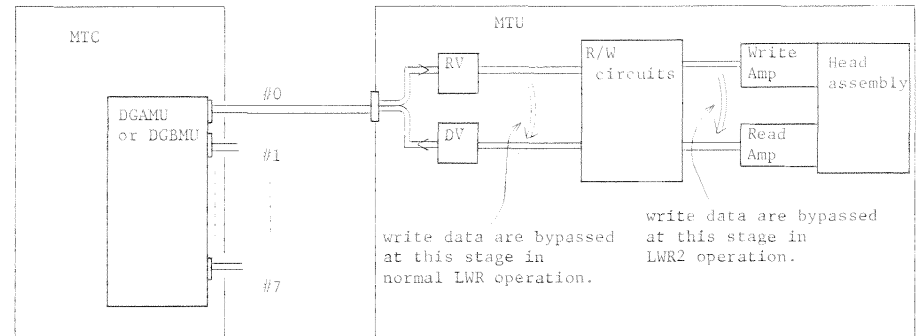 MTC
MTU
DGAMU
or DGBMU
#0
#1
#7
RV
DV
R/W
circuits
Write
Amp
Read
Amp
Head
assembly
write data are bypassed
at this stage in
normal LWR operation.
write data are bypassed
at this stage in
LWR2 operation.